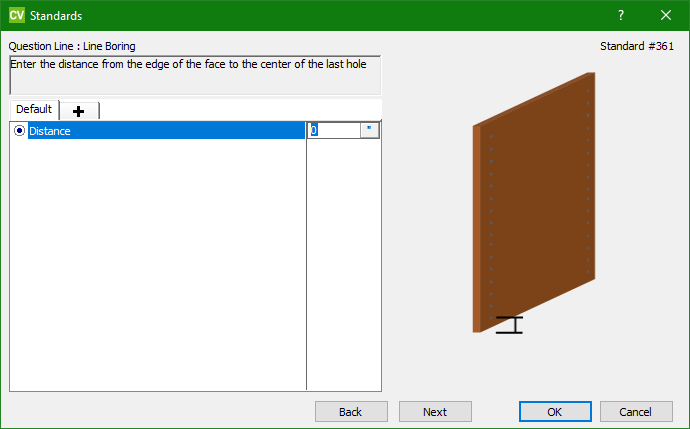 CV Standards ?
Question Line : Line Boring
Standard #361
Enter the distance from the edge of the face to the center of the last hole
Default
Distance 0 "
Back Next OK Cancel